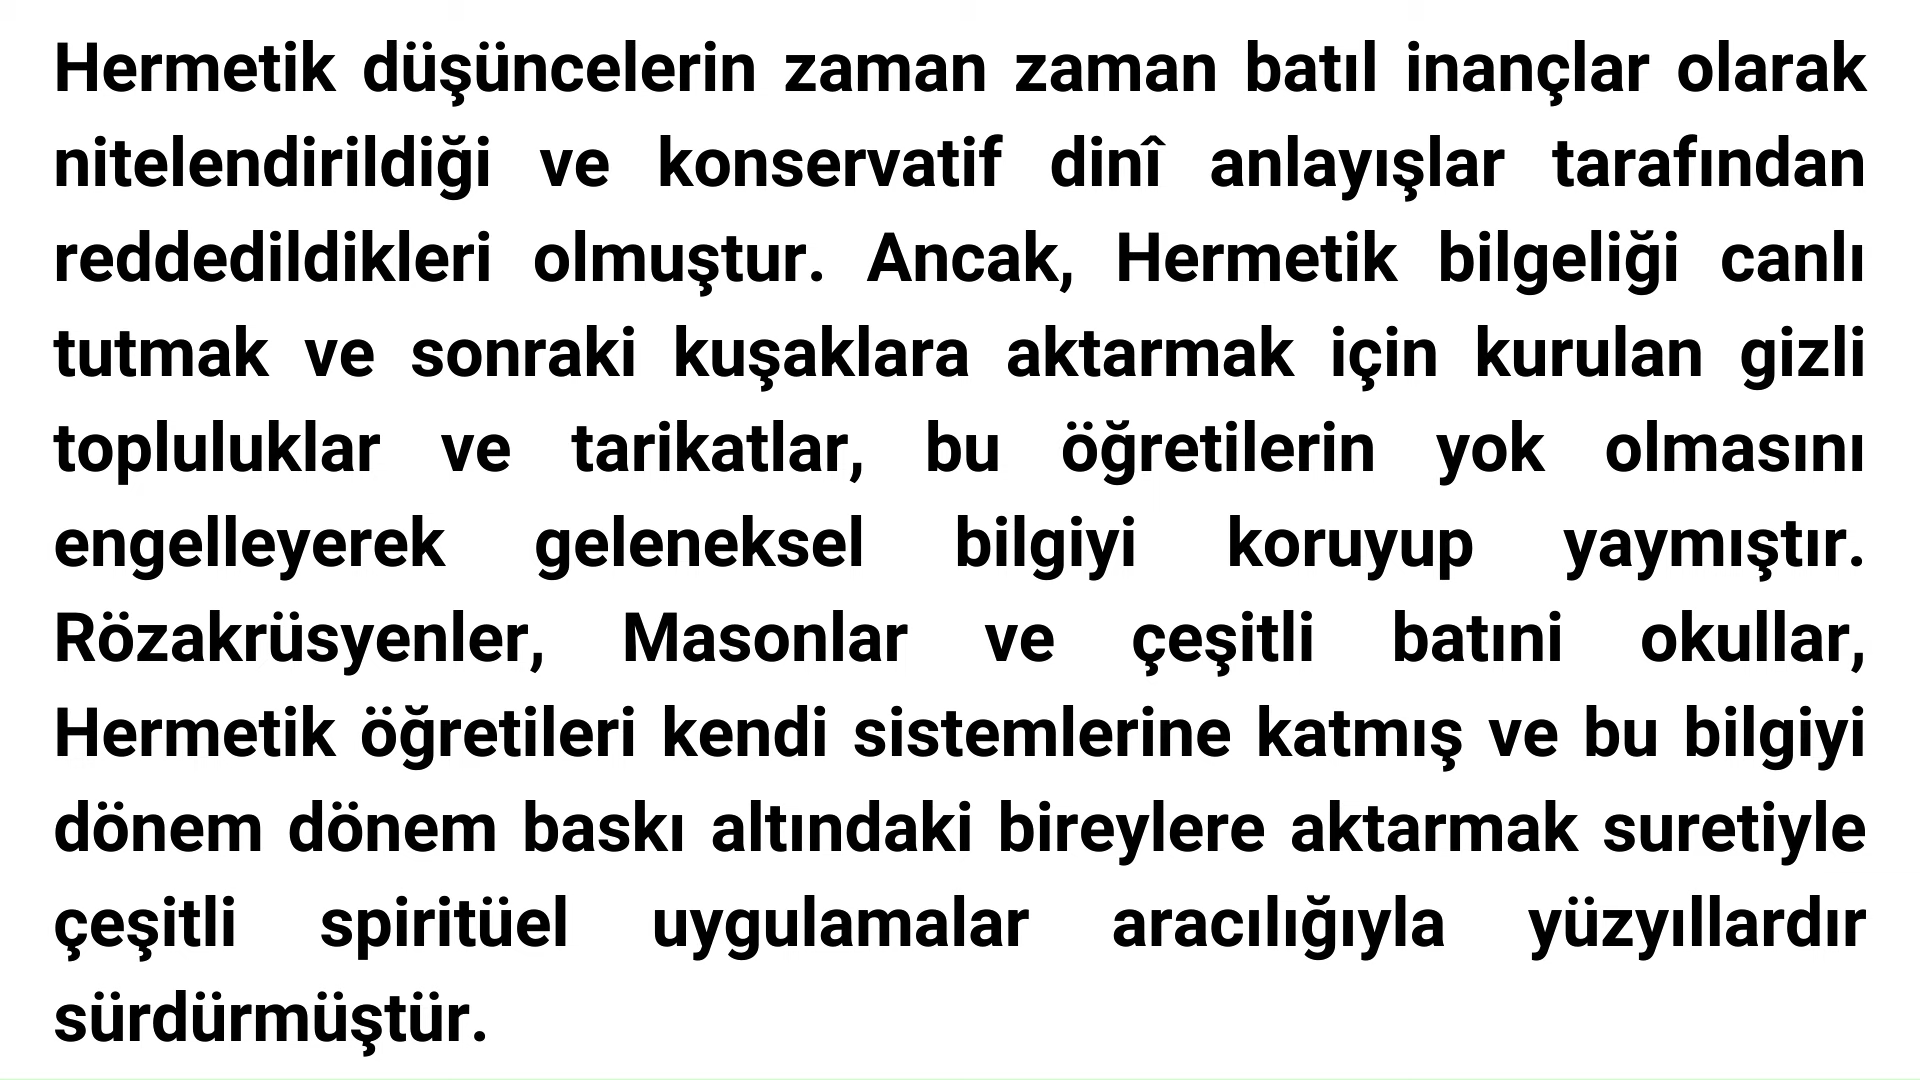 Hermetik düşüncelerin zaman zaman batıl inançlar olarak
nitelendirildiği ve konservatif dinî anlayışlar tarafından
reddedildikleri olmuştur. Ancak, Hermetik bilgeliği canlı
tutmak ve sonraki kuşaklara aktarmak için kurulan gizli
topluluklar ve tarikatlar, bu öğretilerin yok olmasını
engelleyerek geleneksel bilgiyi koruyup yaymıştır.
Rözakrüsyenler, Masonlar ve çeşitli batıni okullar,
Hermetik öğretileri kendi sistemlerine katmış ve bu bilgiyi
dönem dönem baskı altındaki bireylere aktarmak suretiyle
çeşitli spiritüel uygulamalar aracılığıyla yüzyıllardır
sürdürmüştür.